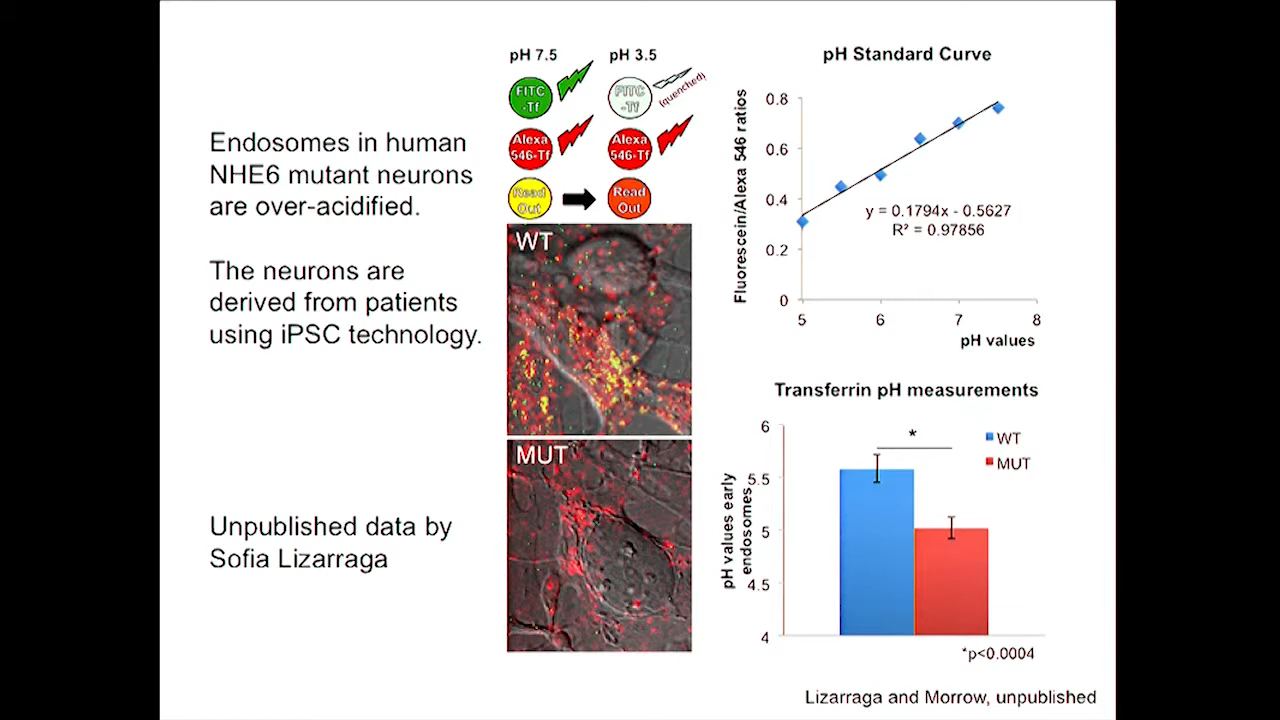 Endosomes in human
NHE6 mutant neurons
are over-acidified.
The neurons are
derived from patients
using iPSC technology.
Unpublished data by
Sofia Lizarraga
pH 7.5
pH 3.5
FITC
-Tf
FITC
-Tf
(quenched)
Alexa
546-Tf
Alexa
546-Tf
Read
Out
Read
Out
WT
MUT
pH Standard Curve
Fluorescein/Alexa 546 ratios
0.8
0.6
0.4
0.2
0
y = 0.1794x - 0.5627
R² = 0.97856
5
6
7
8
pH values
Transferrin pH measurements
pH values early
endosomes
6
5.5
5
4.5
4
*
WT
MUT
*p<0.0004
Lizarraga and Morrow, unpublished